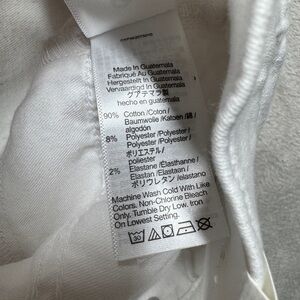 Made In Guatemala
Fabriqué Au Guatemala
Hergestellt In Guatemala
Vervaardigd In Guatemala
グアテマラ製
hecho en guatemala
90% Cotton /Coton /
Baumwolle /Katoen /綿 /
algodón
8% Polyester/Polyester /
Polyester/Polyester /
ポリエステル /
poliester
2% Elastane /Élasthanne /
Elastan /Elastaan /
ポリウレタン /elastano
Machine Wash Cold With Like
Colors. Non-Chlorine Bleach
Only. Tumble Dry Low. Iron
On Lowest Setting.
30